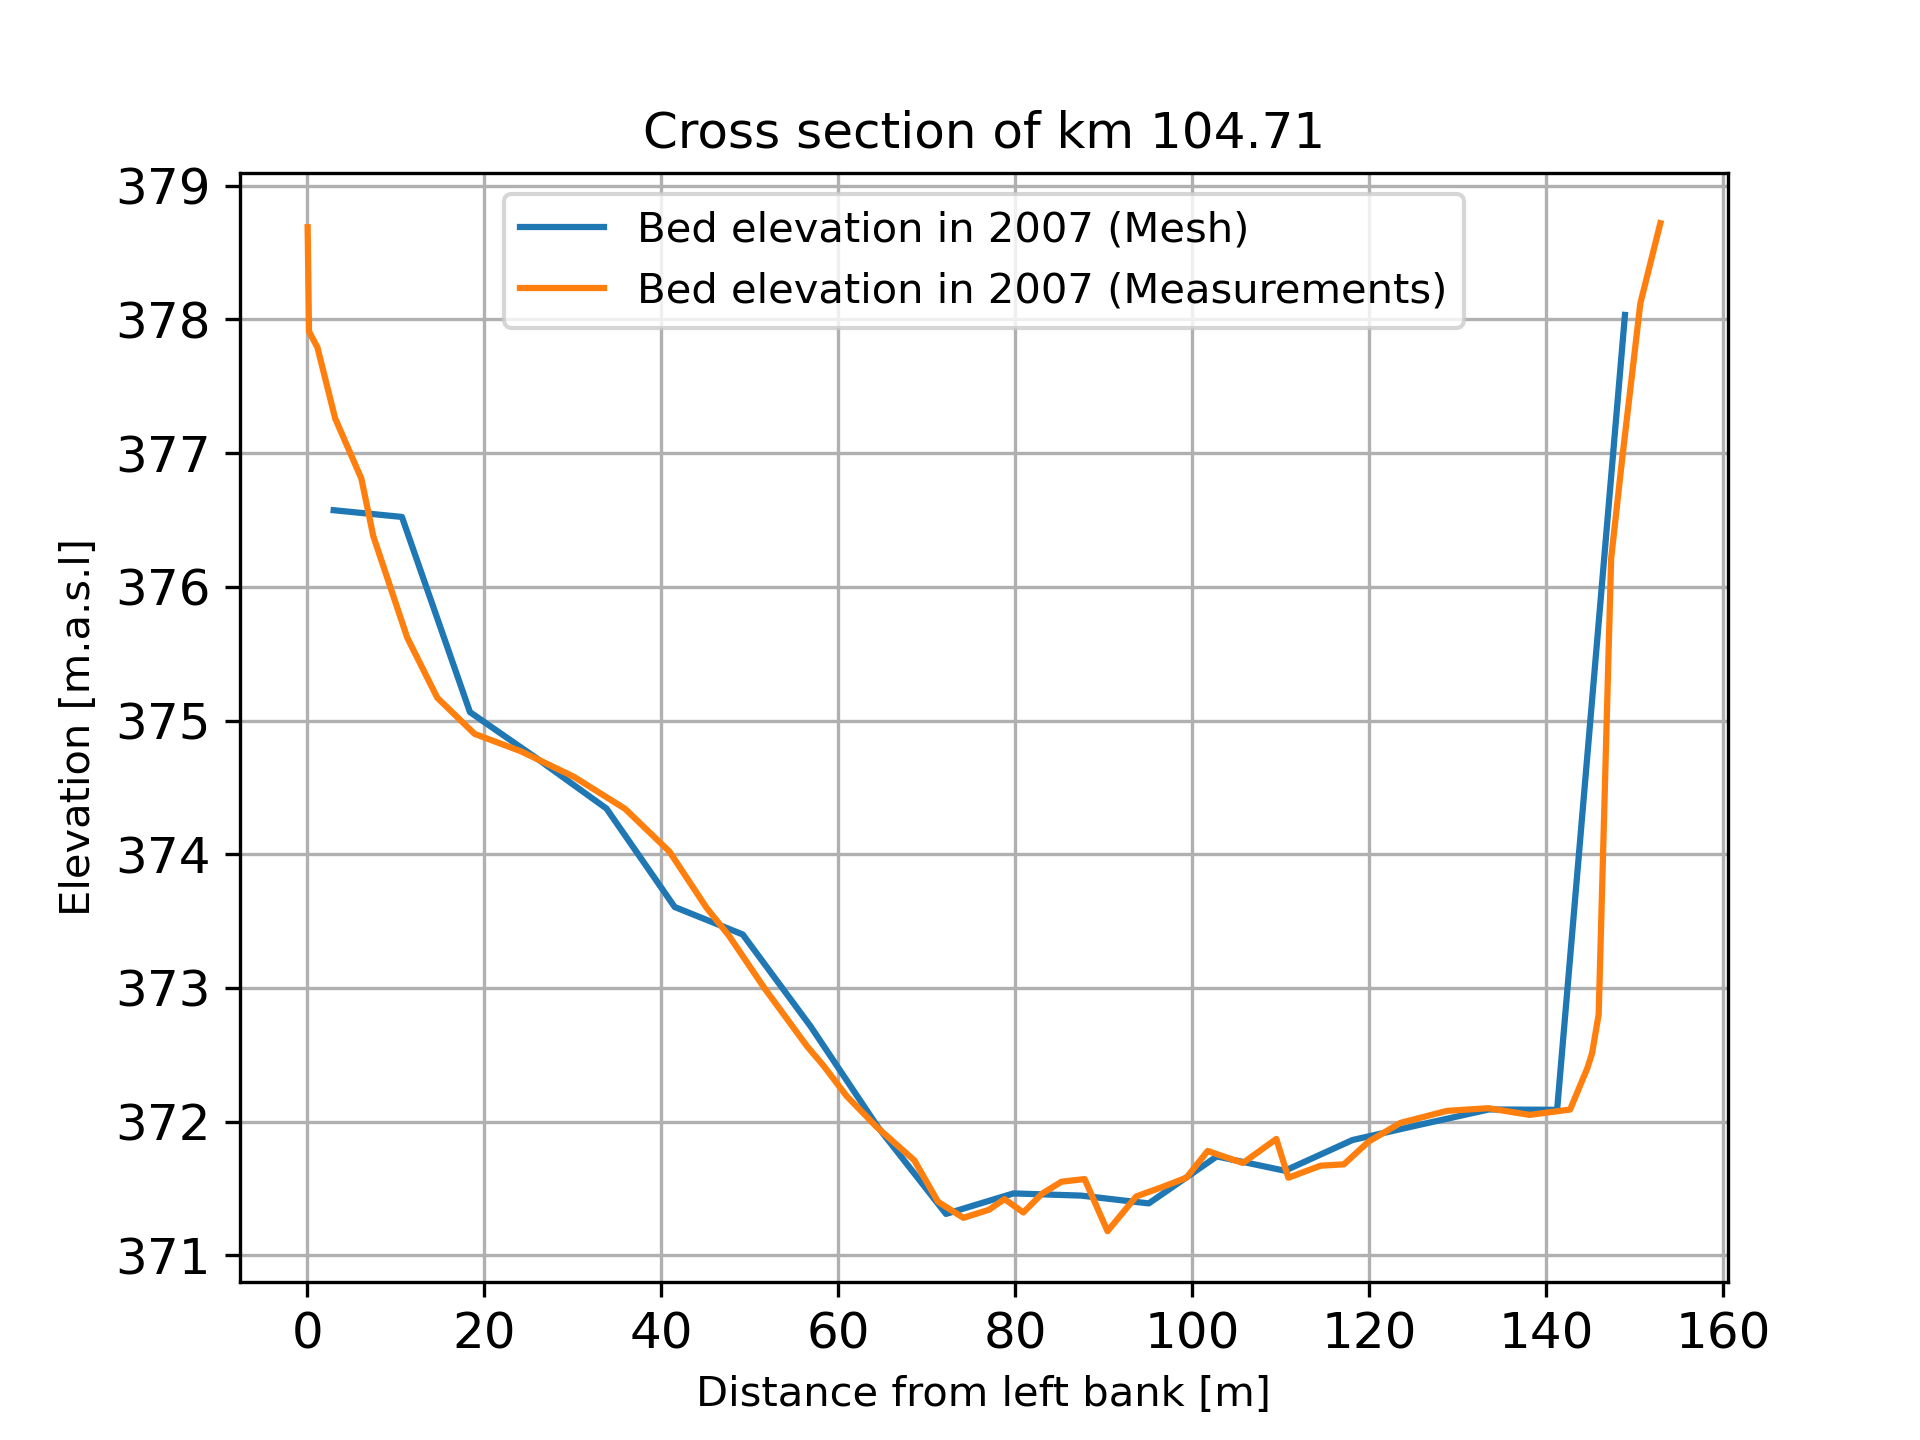 Cross section of km 104.71
Bed elevation in 2007 (Mesh)
Bed elevation in 2007 (Measurements)
379
378
377
376
375
374
373
372
371
Elevation [m.a.s.l]
0 20 40 60 80 100 120 140 160
Distance from left bank [m]